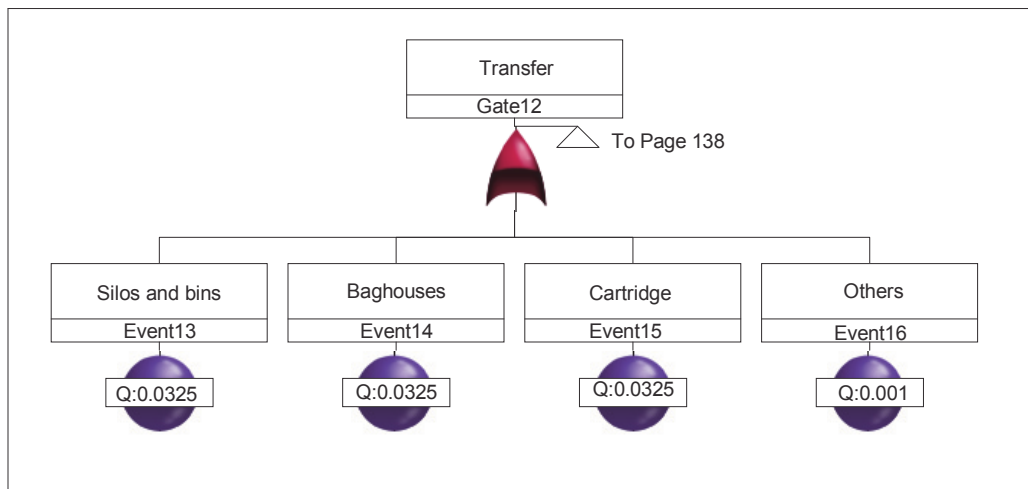 Transfer
Gate12
To Page 138
Silos and bins
Event13
Q:0.0325
Baghouses
Event14
Q:0.0325
Cartridge
Event15
Q:0.0325
Others
Event16
Q:0.001